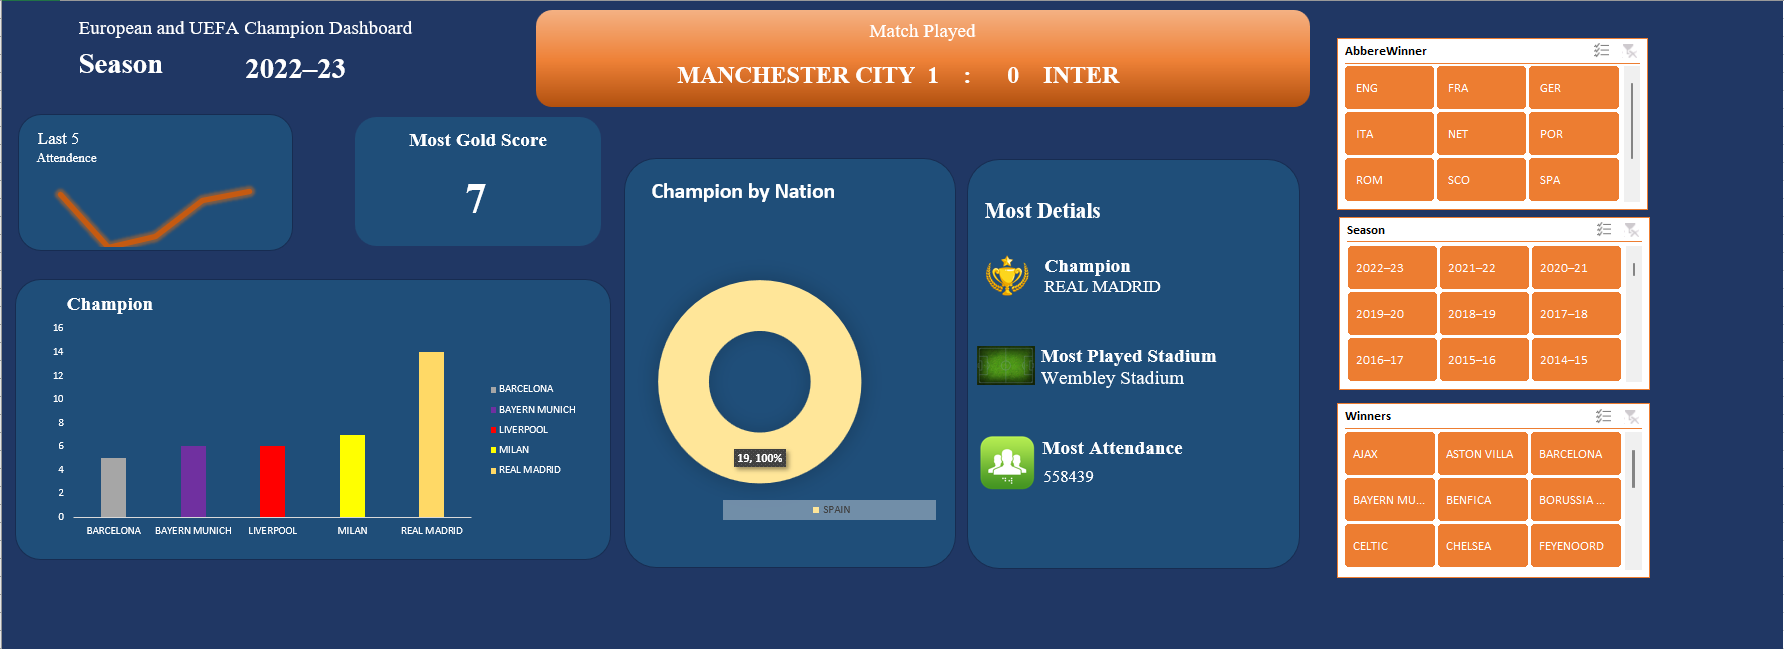 European and UEFA Champion Dashboard
Season 2022–23
Match Played
MANCHESTER CITY 1 : 0 INTER
Last 5
Attendence
Most Gold Score
7
Champion
16
14
12
10
8
6
4
2
0
BARCELONA BAYERN MUNICH LIVERPOOL MILAN REAL MADRID
BARCELONA
BAYERN MUNICH
LIVERPOOL
MILAN
REAL MADRID
Champion by Nation
19, 100%
SPAIN
Most Detials
Champion
REAL MADRID
Most Played Stadium
Wembley Stadium
Most Attendance
558439
AbbereWinner
ENG FRA GER
ITA NET POR
ROM SCO SPA
Season
2022–23 2021–22 2020–21
2019–20 2018–19 2017–18
2016–17 2015–16 2014–15
Winners
AJAX ASTON VILLA BARCELONA
BAYERN MU... BENFICA BORUSSIA ...
CELTIC CHELSEA FEYENOORD